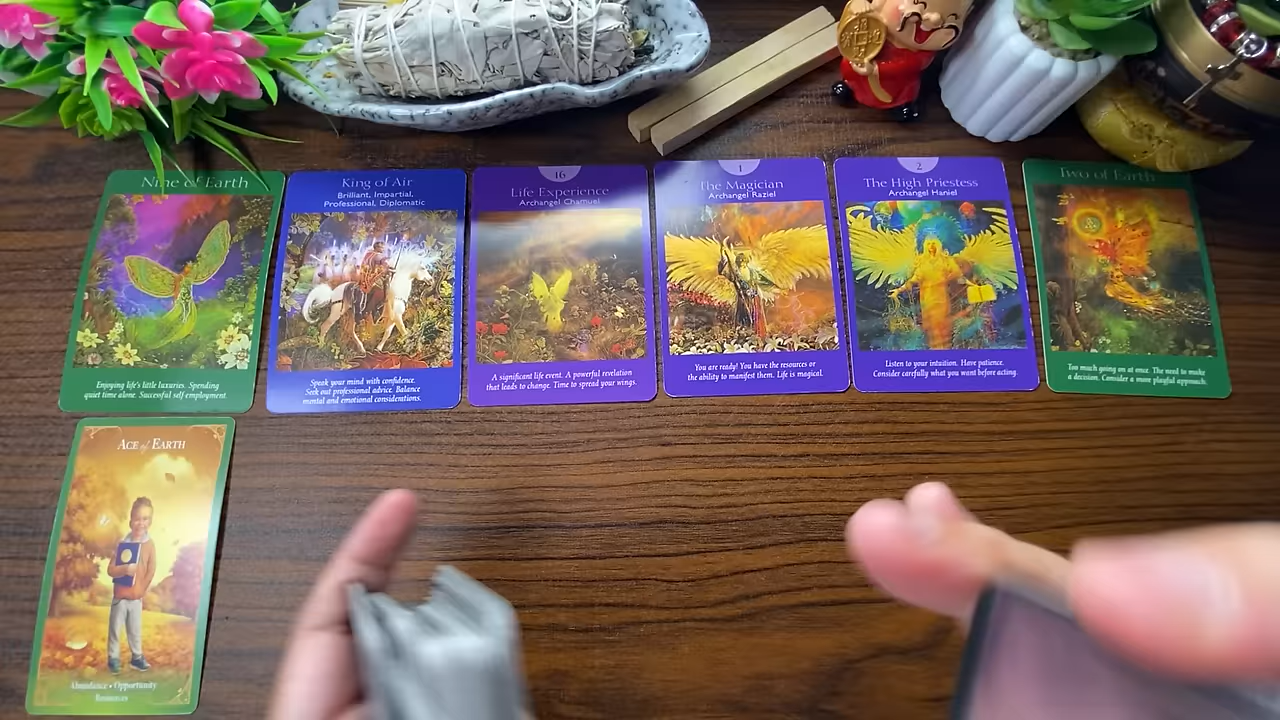 Nine of Earth
Enjoying life's little luxuries. Spending
quiet time alone. Successful self-employment.
King of Air
Brilliant, Impartial,
Professional, Diplomatic
Speak your mind with confidence.
Seek out professional advice. Balance
mental and emotional considerations.
16
Life Experience
Archangel Chamuel
A significant life event. A powerful revelation
that leads to change. Time to spread your wings.
1
The Magician
Archangel Raziel
You are ready! You have the resources or
the ability to manifest them. Life is magical.
2
The High Priestess
Archangel Haniel
Listen to your intuition. Have patience.
Consider carefully what you want before acting.
Two of Earth
Too much going on at once. The need to make
a decision. Consider a more playful approach.
Ace of Earth
Abundance • Opportunity
Resources